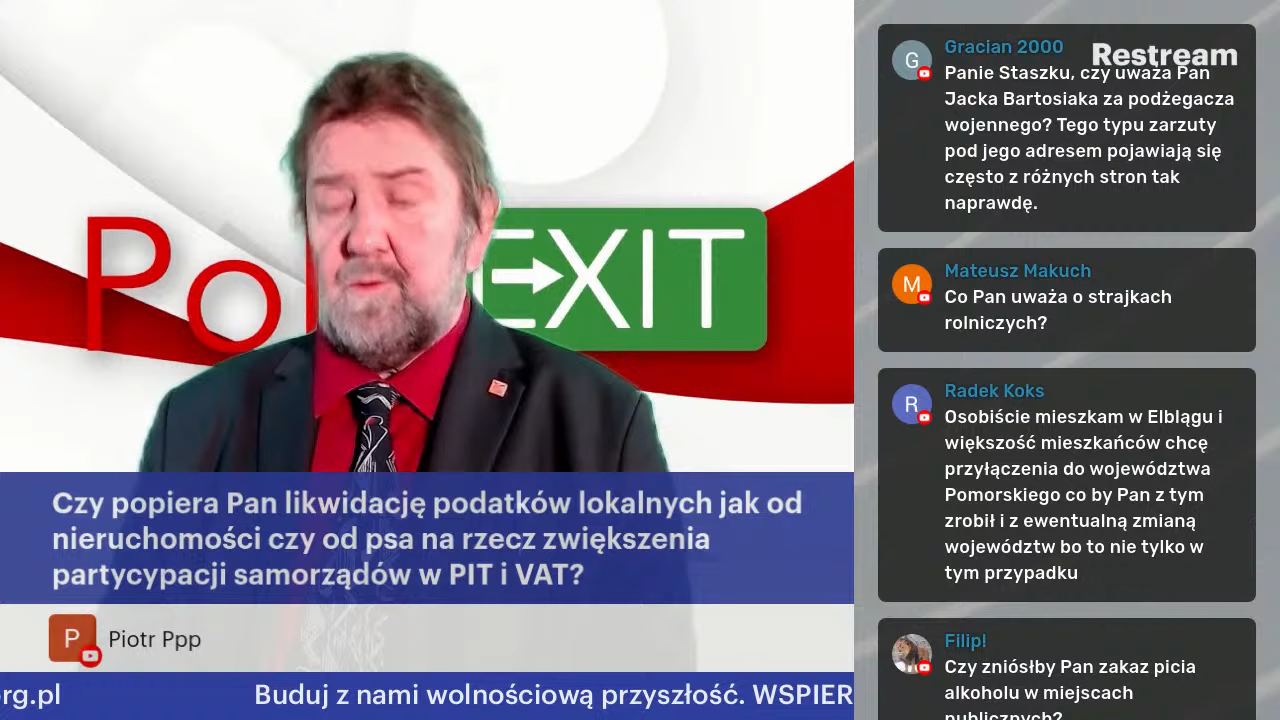 Pol EXIT
Czy popiera Pan likwidację podatków lokalnych jak od
nieruchomości czy od psa na rzecz zwiększenia
partycypacji samorządów w PIT i VAT?
P
Piotr Ppp
rg.pl
Buduj z nami wolnościową przyszłość. WSPIER
Restream
G
Gracian 2000
Panie Staszku, czy uważa Pan
Jacka Bartosiaka za podżegacza
wojennego? Tego typu zarzuty
pod jego adresem pojawiają się
często z różnych stron tak
naprawdę.
M
Mateusz Makuch
Co Pan uważa o strajkach
rolniczych?
R
Radek Koks
Osobiście mieszkam w Elblągu i
większość mieszkańców chcę
przyłączenia do województwa
Pomorskiego co by Pan z tym
zrobił i z ewentualną zmianą
województw bo to nie tylko w
tym przypadku
Filip!
Czy zniósłby Pan zakaz picia
alkoholu w miejscach
publicznych?